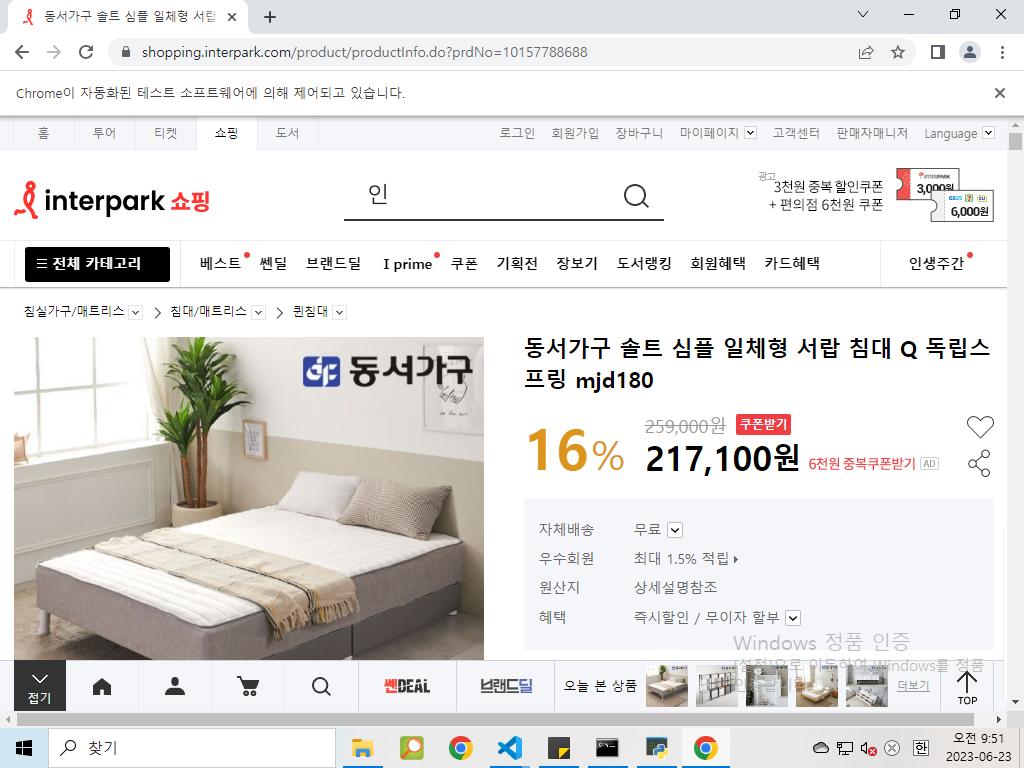 동서가구 솔트 심플 일체형 서랍
shopping.interpark.com/product/productInfo.do?prdNo=10157788688
Chrome이 자동화된 테스트 소프트웨어에 의해 제어되고 있습니다.
홈 투어 티켓 쇼핑 도서 로그인 회원가입 장바구니 마이페이지 고객센터 판매자매니저 Language
interpark 쇼핑
인
광고
3천원 중복 할인쿠폰
+ 편의점 6천원 쿠폰
INTERPARK
3,000원
GS25 CU
6,000원
전체 카테고리 베스트 쎈딜 브랜드딜 I prime 쿠폰 기획전 장보기 도서랭킹 회원혜택 카드혜택 인생주간
침실가구/매트리스 침대/매트리스 퀸침대
동서가구
동서가구 솔트 심플 일체형 서랍 침대 Q 독립스
프링 mjd180
259,000원 쿠폰받기
16% 217,100원 6천원 중복쿠폰받기 AD
자체배송 무료
우수회원 최대 1.5% 적립
원산지 상세설명참조
혜택 즉시할인 / 무이자 할부
Windows 정품 인증
[설정]으로 이동하여 Windows를 정품
접기 쎈DEAL 브랜드딜 오늘 본 상품 더보기 TOP
찾기
한
오전 9:51
2023-06-23